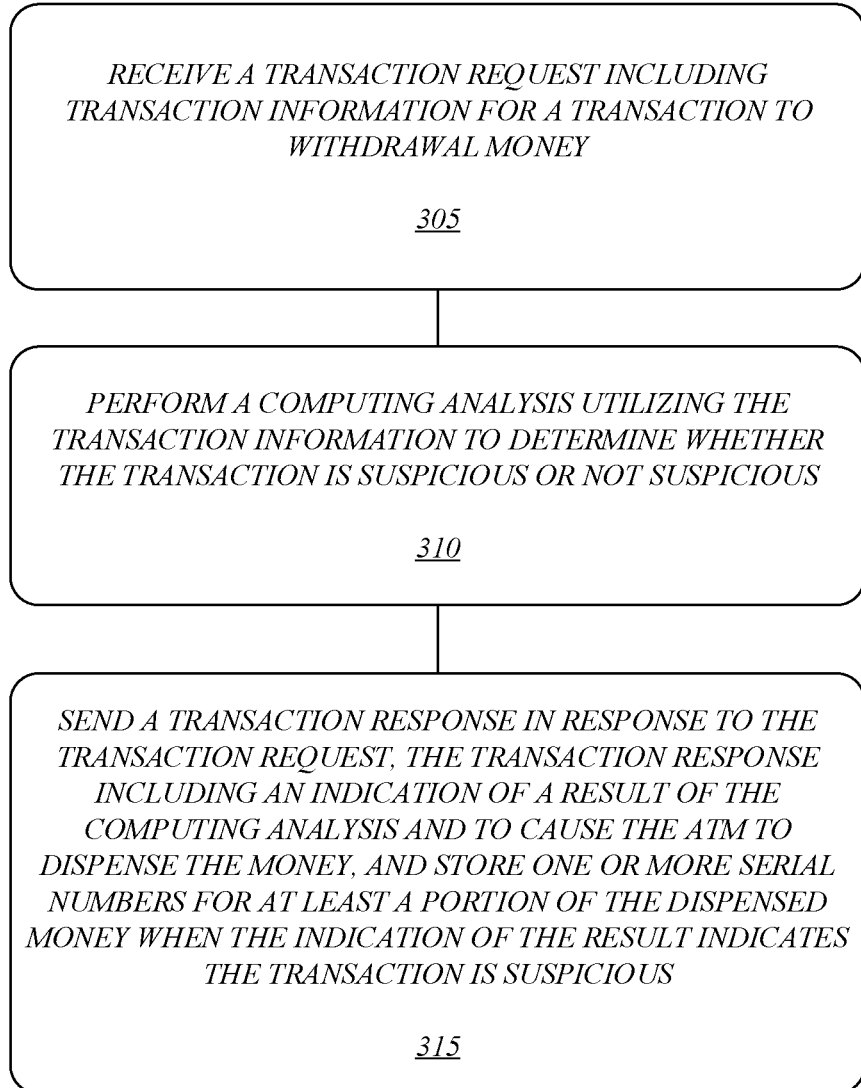 RECEIVE A TRANSACTION REQUEST INCLUDING
TRANSACTION INFORMATION FOR A TRANSACTION TO
WITHDRAWAL MONEY
305
PERFORM A COMPUTING ANALYSIS UTILIZING THE
TRANSACTION INFORMATION TO DETERMINE WHETHER
THE TRANSACTION IS SUSPICIOUS OR NOT SUSPICIOUS
310
SEND A TRANSACTION RESPONSE IN RESPONSE TO THE
TRANSACTION REQUEST, THE TRANSACTION RESPONSE
INCLUDING AN INDICATION OF A RESULT OF THE
COMPUTING ANALYSIS AND TO CAUSE THE ATM TO
DISPENSE THE MONEY, AND STORE ONE OR MORE SERIAL
NUMBERS FOR AT LEAST A PORTION OF THE DISPENSED
MONEY WHEN THE INDICATION OF THE RESULT INDICATES
THE TRANSACTION IS SUSPICIOUS
315